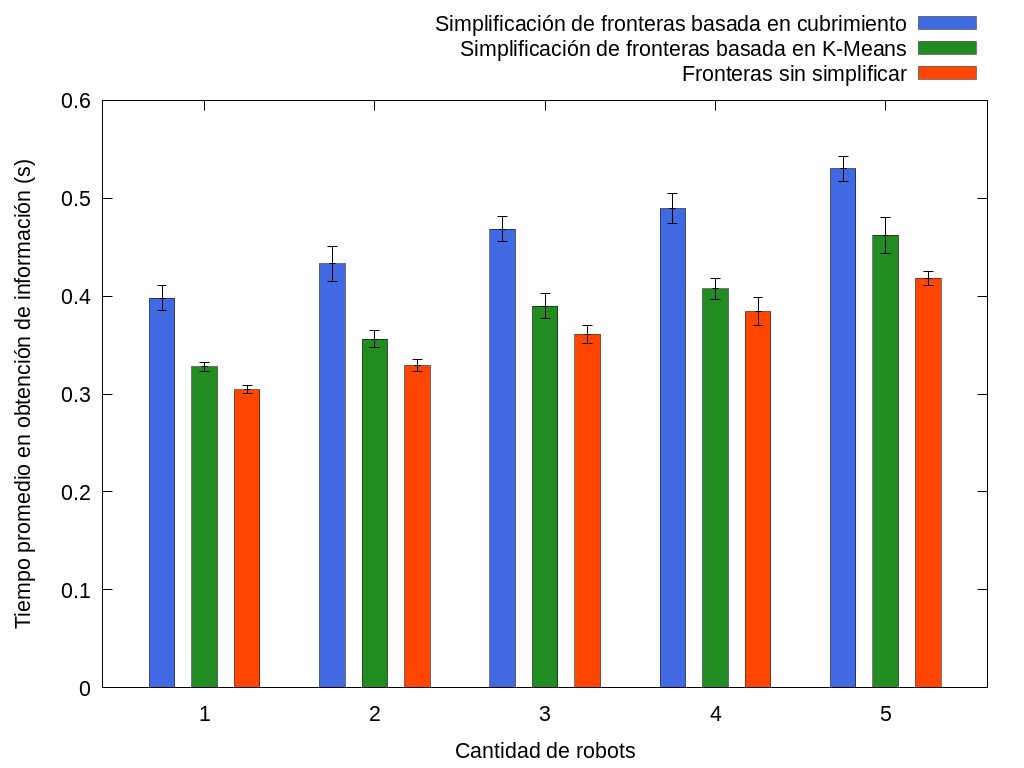 Simplificación de fronteras basada en cubrimiento
Simplificación de fronteras basada en K-Means
Fronteras sin simplificar
0.6
0.5
0.4
0.3
0.2
0.1
0
Tiempo promedio en obtención de información (s)
1 2 3 4 5
Cantidad de robots